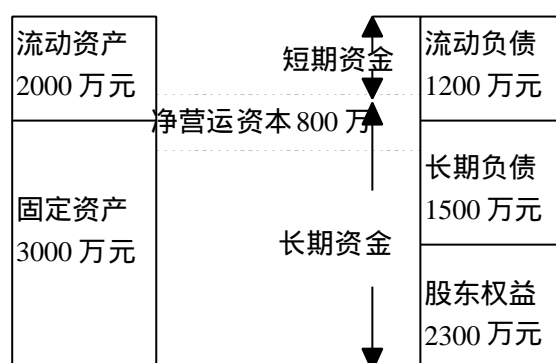 流动资产
2000 万元
固定资产
3000 万元
短期资金
净营运资本 800 万
长期资金
流动负债
1200 万元
长期负债
1500 万元
股东权益
2300 万元